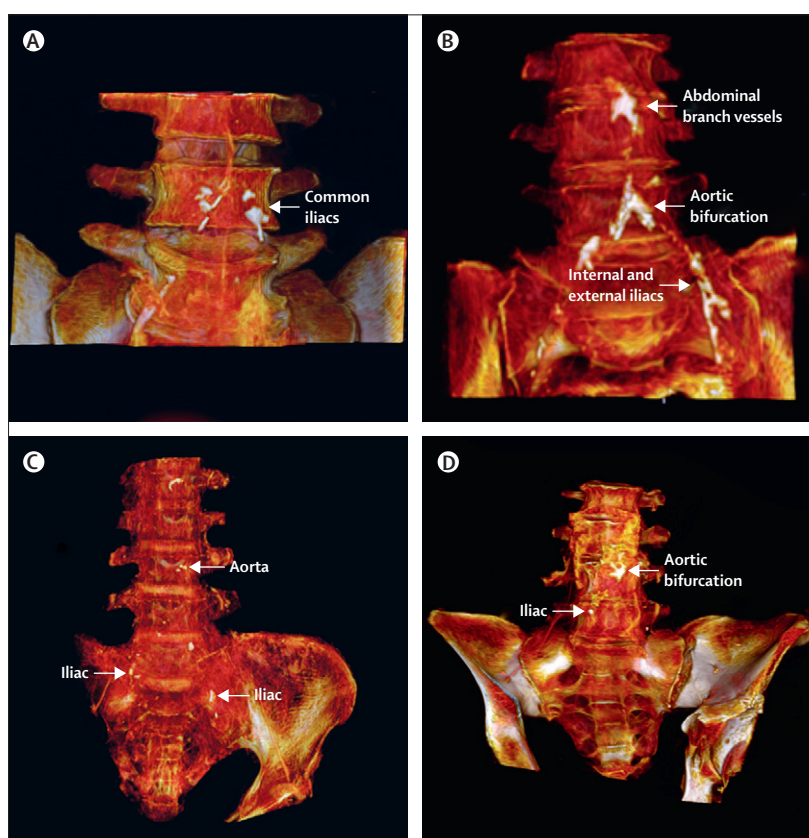 A
Common
iliacs
B
Abdominal
branch vessels
Aortic
bifurcation
Internal and
external iliacs
C
Aorta
Iliac
Iliac
D
Aortic
bifurcation
Iliac